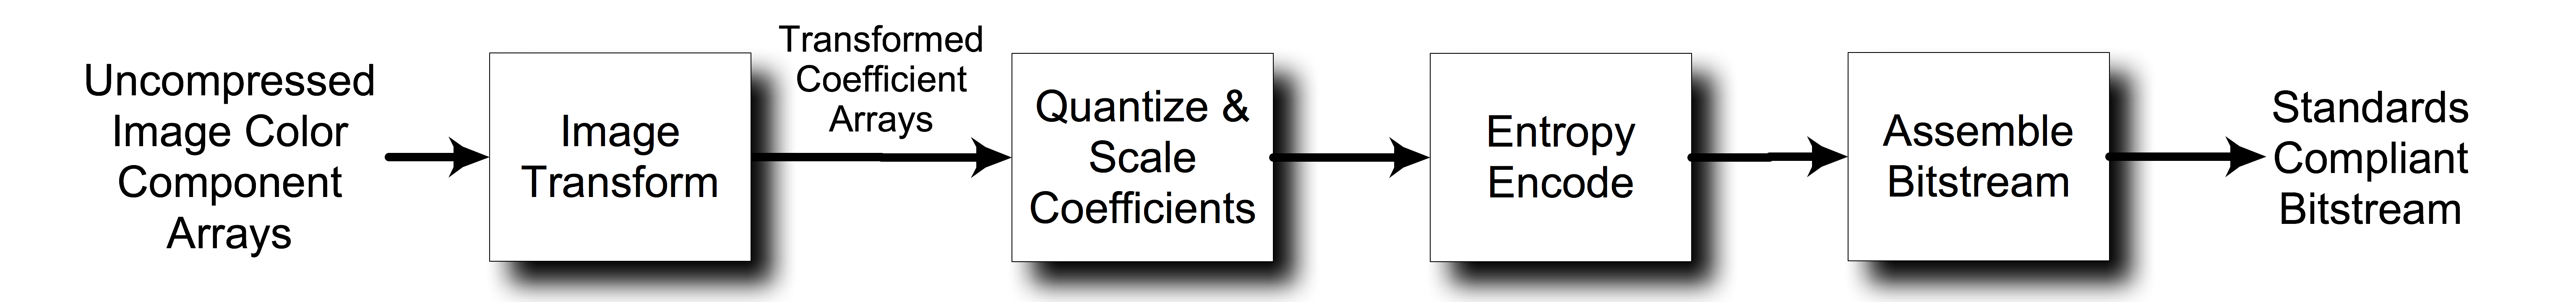 Uncompressed
Image Color
Component
Arrays
Image
Transform
Transformed
Coefficient
Arrays
Quantize &
Scale
Coefficients
Entropy
Encode
Assemble
Bitstream
Standards
Compliant
Bitstream